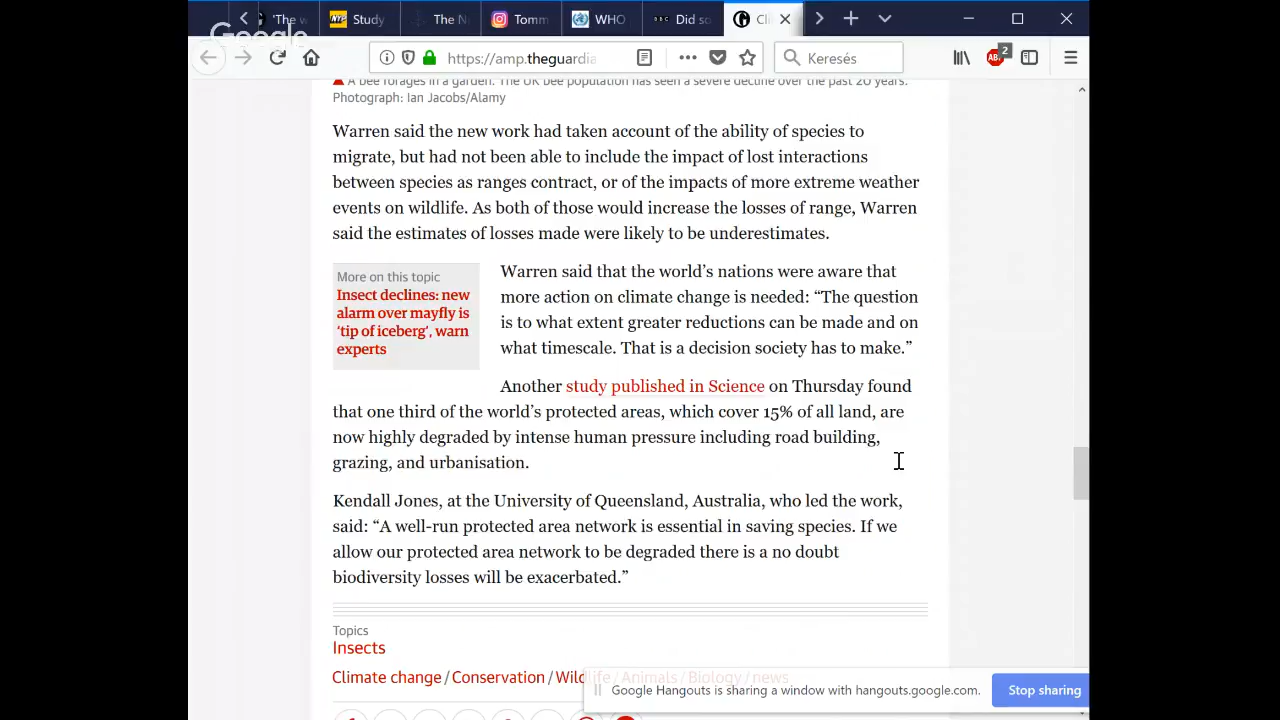 'The w
Study
The N
Tomm
WHO
BBC Did so
Cli
Google
https://amp.theguardia
Keresés
2
A bee forages in a garden. The UK bee population has seen a severe decline over the past 20 years.
Photograph: Ian Jacobs/Alamy
Warren said the new work had taken account of the ability of species to
migrate, but had not been able to include the impact of lost interactions
between species as ranges contract, or of the impacts of more extreme weather
events on wildlife. As both of those would increase the losses of range, Warren
said the estimates of losses made were likely to be underestimates.
More on this topic
Insect declines: new
alarm over mayfly is
‘tip of iceberg’, warn
experts
Warren said that the world’s nations were aware that
more action on climate change is needed: “The question
is to what extent greater reductions can be made and on
what timescale. That is a decision society has to make.”
Another study published in Science on Thursday found
that one third of the world’s protected areas, which cover 15% of all land, are
now highly degraded by intense human pressure including road building,
grazing, and urbanisation.
Kendall Jones, at the University of Queensland, Australia, who led the work,
said: “A well-run protected area network is essential in saving species. If we
allow our protected area network to be degraded there is a no doubt
biodiversity losses will be exacerbated.”
Topics
Insects
Climate change / Conservation / Wildlife / Animals / Biology / news
Google Hangouts is sharing a window with hangouts.google.com.
Stop sharing